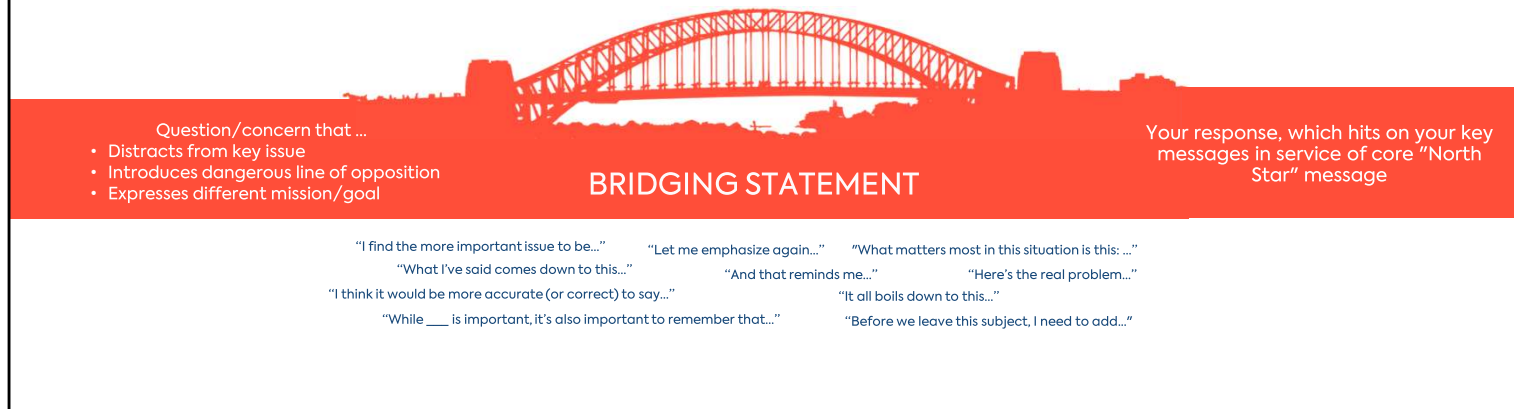 Question/concern that ...
• Distracts from key issue
• Introduces dangerous line of opposition
• Expresses different mission/goal
BRIDGING STATEMENT
Your response, which hits on your key
messages in service of core "North
Star" message
“I find the more important issue to be...”
“Let me emphasize again...”
"What matters most in this situation is this: ...”
“What I’ve said comes down to this...”
“And that reminds me...”
“Here’s the real problem...”
“I think it would be more accurate (or correct) to say...”
“It all boils down to this...”
“While ___ is important, it’s also important to remember that...”
“Before we leave this subject, I need to add..."